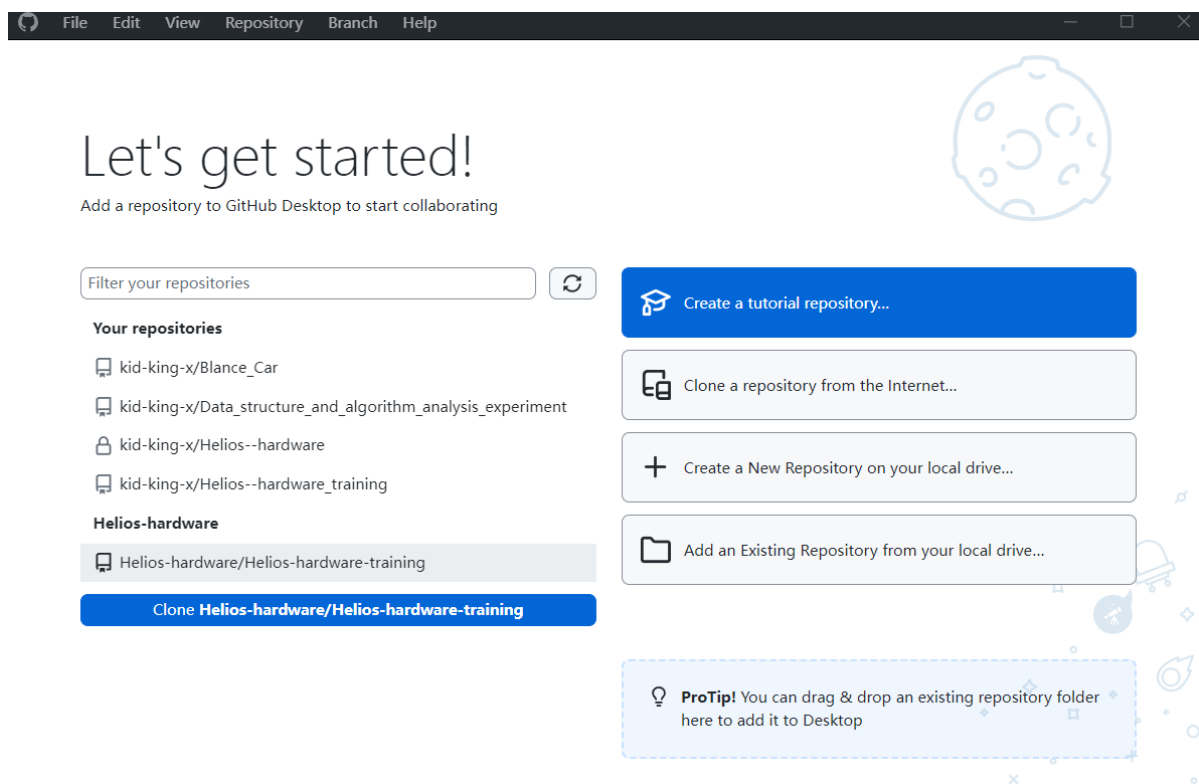 File Edit View Repository Branch Help
Let's get started!
Add a repository to GitHub Desktop to start collaborating
Filter your repositories
Your repositories
kid-king-x/Blance_Car
kid-king-x/Data_structure_and_algorithm_analysis_experiment
kid-king-x/Helios--hardware
kid-king-x/Helios--hardware_training
Helios-hardware
Helios-hardware/Helios-hardware-training
Clone Helios-hardware/Helios-hardware-training
Create a tutorial repository...
Clone a repository from the Internet...
Create a New Repository on your local drive...
Add an Existing Repository from your local drive...
ProTip! You can drag & drop an existing repository folder
here to add it to Desktop